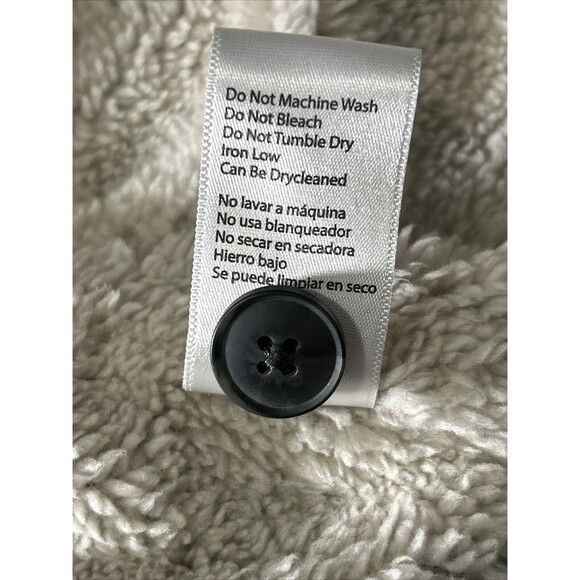 Do Not Machine Wash
Do Not Bleach
Do Not Tumble Dry
Iron Low
Can Be Drycleaned
No lavar a máquina
No usa blanqueador
No secar en secadora
Hierro bajo
Se puede limpiar en seco